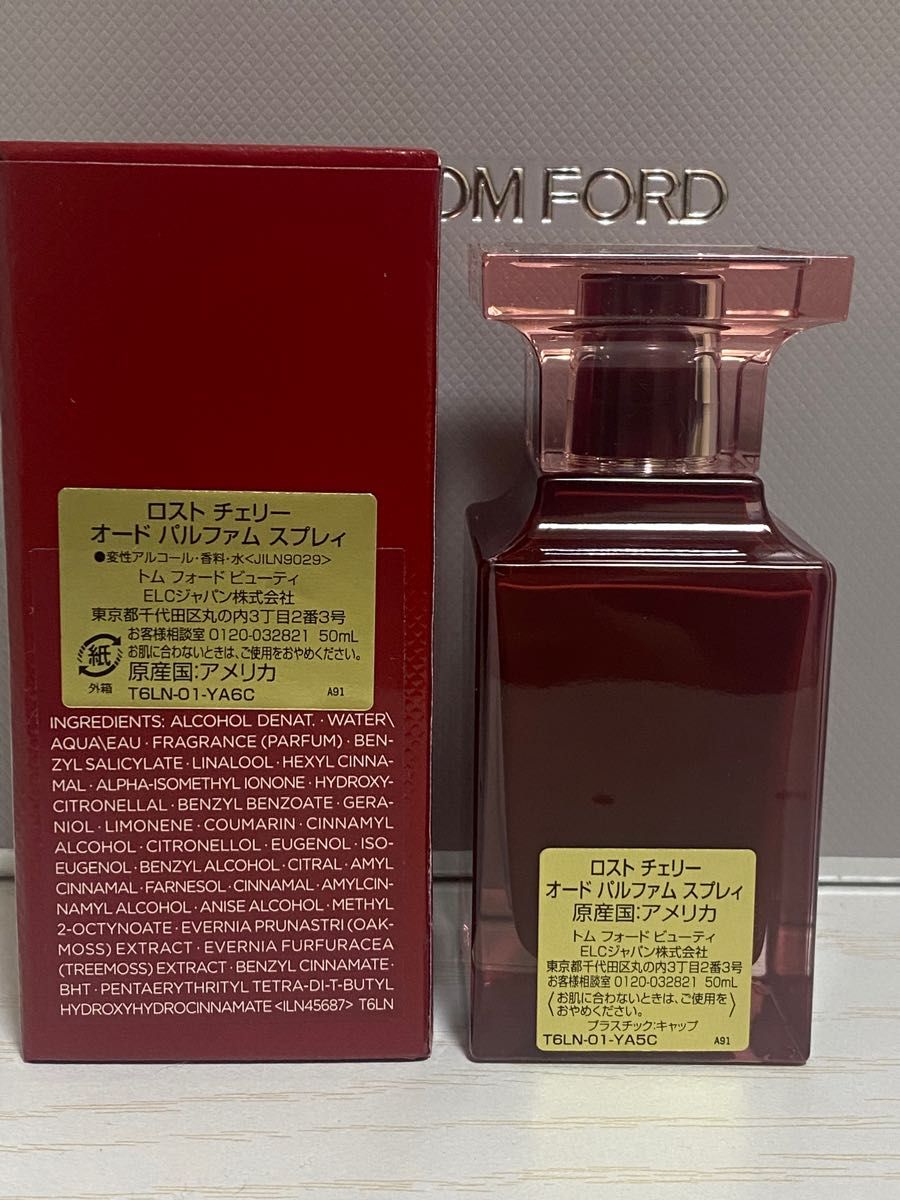 OM FORD
ロスト チェリー
オード パルファム スプレィ
●変性アルコール・香料・水<JILN9029>
トム フォード ビューティ
ELCジャパン株式会社
東京都千代田区丸の内3丁目2番3号
お客様相談室 0120-032821 50mL
お肌に合わないときは、ご使用をおやめください。
紙
外箱
原産国:アメリカ
T6LN-01-YA6C A91
INGREDIENTS: ALCOHOL DENAT. · WATER\
AQUA\EAU · FRAGRANCE (PARFUM) · BEN-
ZYL SALICYLATE · LINALOOL · HEXYL CINNA-
MAL · ALPHA-ISOMETHYL IONONE · HYDROXY-
CITRONELLAL · BENZYL BENZOATE · GERA-
NIOL · LIMONENE · COUMARIN · CINNAMYL
ALCOHOL · CITRONELLOL · EUGENOL · ISO-
EUGENOL · BENZYL ALCOHOL · CITRAL · AMYL
CINNAMAL · FARNESOL · CINNAMAL · AMYLCIN-
NAMYL ALCOHOL · ANISE ALCOHOL · METHYL
2-OCTYNOATE · EVERNIA PRUNASTRI (OAK-
MOSS) EXTRACT · EVERNIA FURFURACEA
(TREEMOSS) EXTRACT · BENZYL CINNAMATE ·
BHT · PENTAERYTHRITYL TETRA-DI-T-BUTYL
HYDROXYHYDROCINNAMATE <ILN45687> T6LN
ロスト チェリー
オード パルファム スプレィ
原産国:アメリカ
トム フォード ビューティ
ELCジャパン株式会社
東京都千代田区丸の内3丁目2番3号
お客様相談室 0120-032821 50mL
〈お肌に合わないときは、ご使用を
おやめください。〉
プラスチック:キャップ
T6LN-01-YA5C A91